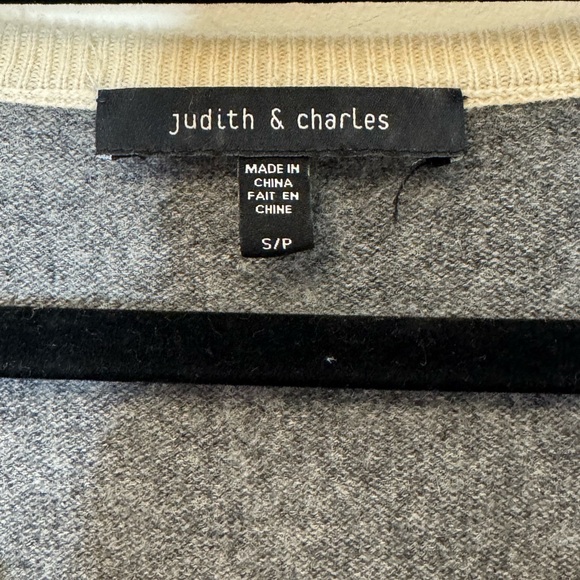 judith & charles
MADE IN
CHINA
FAIT EN
CHINE
S/P